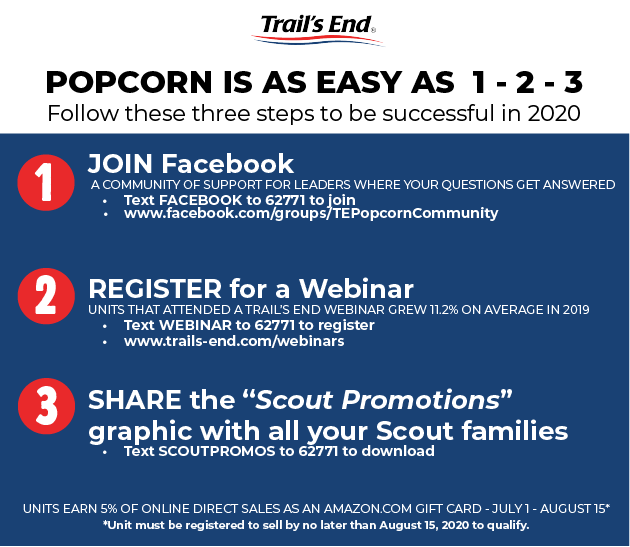 Trail's End®
POPCORN IS AS EASY AS 1 - 2 - 3
Follow these three steps to be successful in 2020
1
JOIN Facebook
A COMMUNITY OF SUPPORT FOR LEADERS WHERE YOUR QUESTIONS GET ANSWERED
• Text FACEBOOK to 62771 to join
• www.facebook.com/groups/TEPopcornCommunity
2
REGISTER for a Webinar
UNITS THAT ATTENDED A TRAIL'S END WEBINAR GREW 11.2% ON AVERAGE IN 2019
• Text WEBINAR to 62771 to register
• www.trails-end.com/webinars
3
SHARE the “Scout Promotions”
graphic with all your Scout families
• Text SCOUTPROMOS to 62771 to download
UNITS EARN 5% OF ONLINE DIRECT SALES AS AN AMAZON.COM GIFT CARD - JULY 1 - AUGUST 15*
*Unit must be registered to sell by no later than August 15, 2020 to qualify.